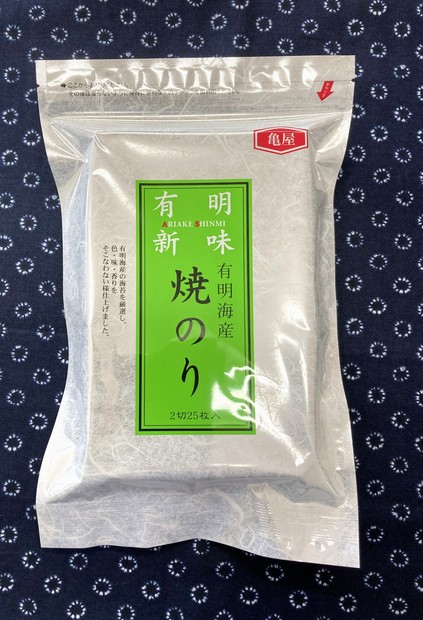 亀屋
有明
ARIAKE SHINMI
新味
有明海産
焼のり
2切25枚入
有明海産の海苔を厳選し、
色・味・香りを
そこなわない様仕上げました。